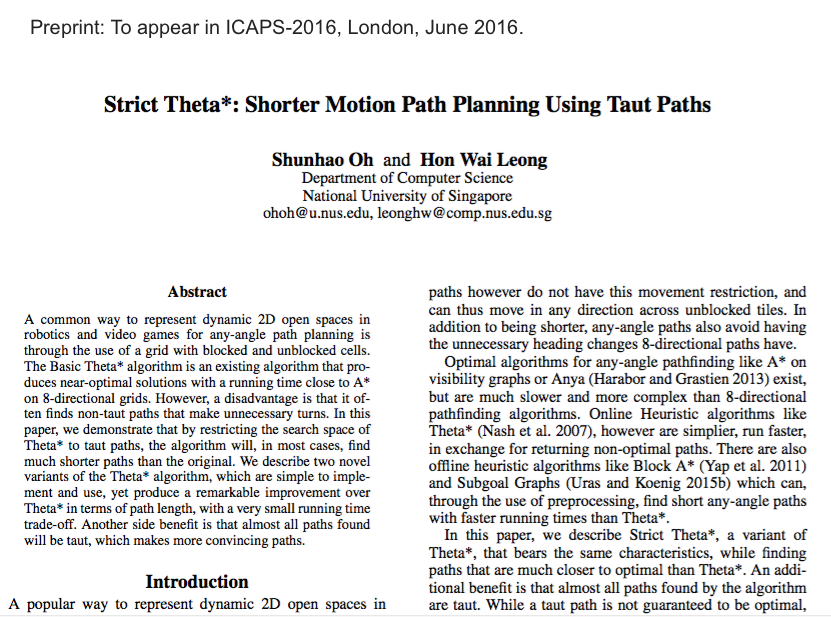 Preprint: To appear in ICAPS-2016, London, June 2016.
Strict Theta*: Shorter Motion Path Planning Using Taut Paths
Shunhao Oh and Hon Wai Leong
Department of Computer Science
National University of Singapore
ohoh@u.nus.edu, leonghw@comp.nus.edu.sg
Abstract
A common way to represent dynamic 2D open spaces in
robotics and video games for any-angle path planning is
through the use of a grid with blocked and unblocked cells.
The Basic Theta* algorithm is an existing algorithm that pro-
duces near-optimal solutions with a running time close to A*
on 8-directional grids. However, a disadvantage is that it of-
ten finds non-taut paths that make unnecessary turns. In this
paper, we demonstrate that by restricting the search space of
Theta* to taut paths, the algorithm will, in most cases, find
much shorter paths than the original. We describe two novel
variants of the Theta* algorithm, which are simple to imple-
ment and use, yet produce a remarkable improvement over
Theta* in terms of path length, with a very small running time
trade-off. Another side benefit is that almost all paths found
will be taut, which makes more convincing paths.
Introduction
A popular way to represent dynamic 2D open spaces in
paths however do not have this movement restriction, and
can thus move in any direction across unblocked tiles. In
addition to being shorter, any-angle paths also avoid having
the unnecessary heading changes 8-directional paths have.
Optimal algorithms for any-angle pathfinding like A* on
visibility graphs or Anya (Harabor and Grastien 2013) exist,
but are much slower and more complex than 8-directional
pathfinding algorithms. Online Heuristic algorithms like
Theta* (Nash et al. 2007), however are simplier, run faster,
in exchange for returning non-optimal paths. There are also
offline heuristic algorithms like Block A* (Yap et al. 2011)
and Subgoal Graphs (Uras and Koenig 2015b) which can,
through the use of preprocessing, find short any-angle paths
with faster running times than Theta*.
In this paper, we describe Strict Theta*, a variant of
Theta*, that bears the same characteristics, while finding
paths that are much closer to optimal than Theta*. An addi-
tional benefit is that almost all paths found by the algorithm
are taut. While a taut path is not guaranteed to be optimal,